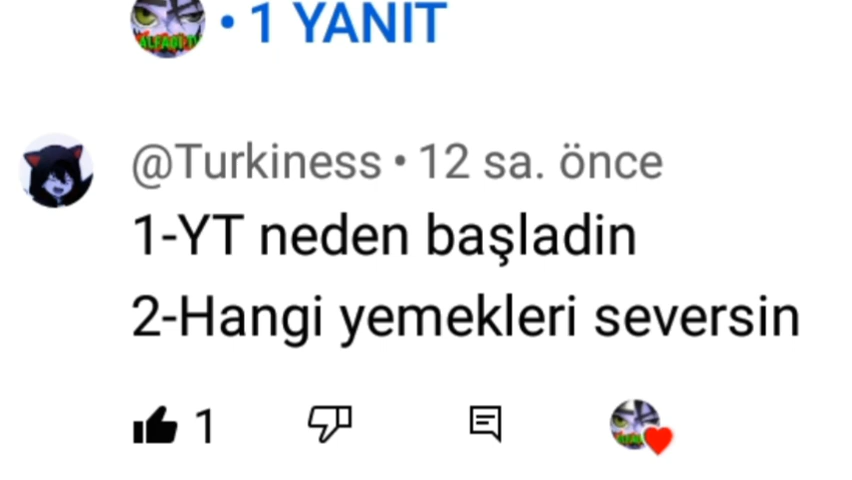 • 1 YANIT
@Turkiness • 12 sa. önce
1-YT neden başladin
2-Hangi yemekleri seversin
1